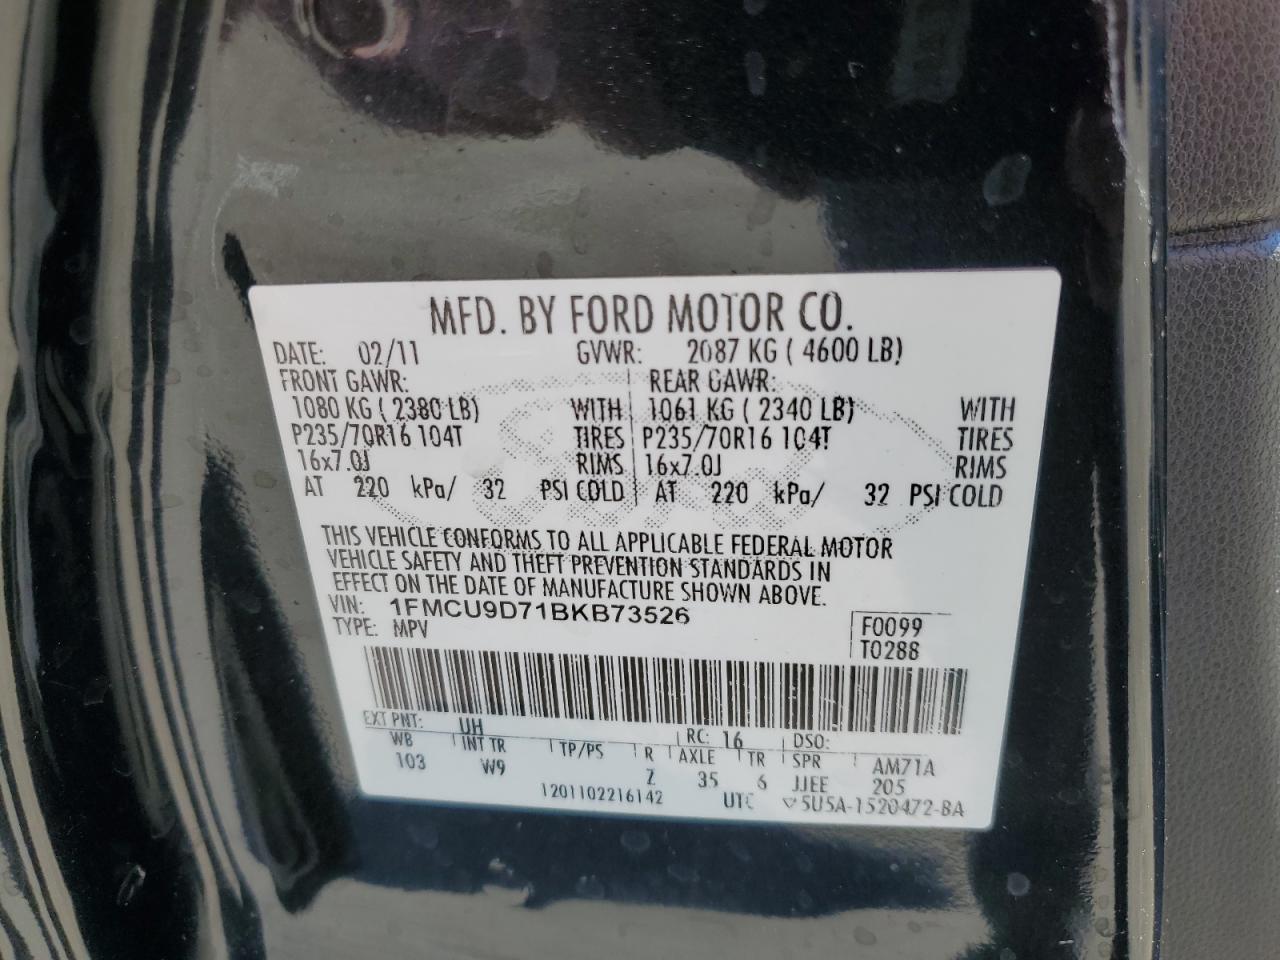 MFD. BY FORD MOTOR CO.
DATE: 02/11 GVWR: 2087 KG ( 4600 LB)
FRONT GAWR: REAR GAWR:
1080 KG ( 2380 LB) WITH 1061 KG ( 2340 LB) WITH
P235/70R16 104T TIRES P235/70R16 104T TIRES
16x7.0J RIMS 16x7.0J RIMS
AT 220 kPa/ 32 PSI COLD AT 220 kPa/ 32 PSI COLD
THIS VEHICLE CONFORMS TO ALL APPLICABLE FEDERAL MOTOR
VEHICLE SAFETY AND THEFT PREVENTION STANDARDS IN
EFFECT ON THE DATE OF MANUFACTURE SHOWN ABOVE.
VIN: 1FMCU9D71BKB73526 F0099
TYPE: MPV T0288
EXT PNT: UH RC: 16 DSO:
WB INT TR TP/PS R AXLE TR SPR AM71A
103 W9 Z 35 6 JJEE 205
1201102216142 UTC ▽5U5A-1520472-BA